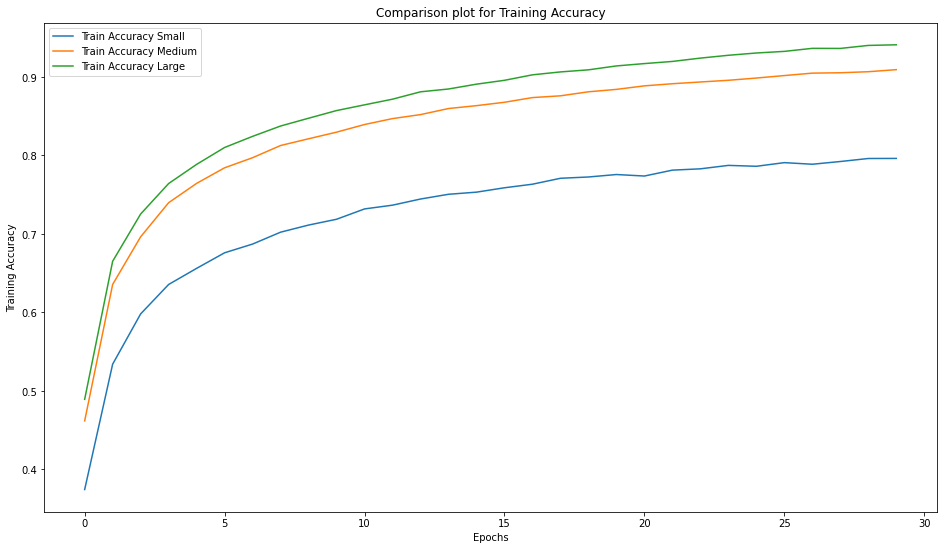 Comparison plot for Training Accuracy
Train Accuracy Small
Train Accuracy Medium
Train Accuracy Large
Training Accuracy
0.9
0.8
0.7
0.6
0.5
0.4
0
5
10
15
20
25
30
Epochs